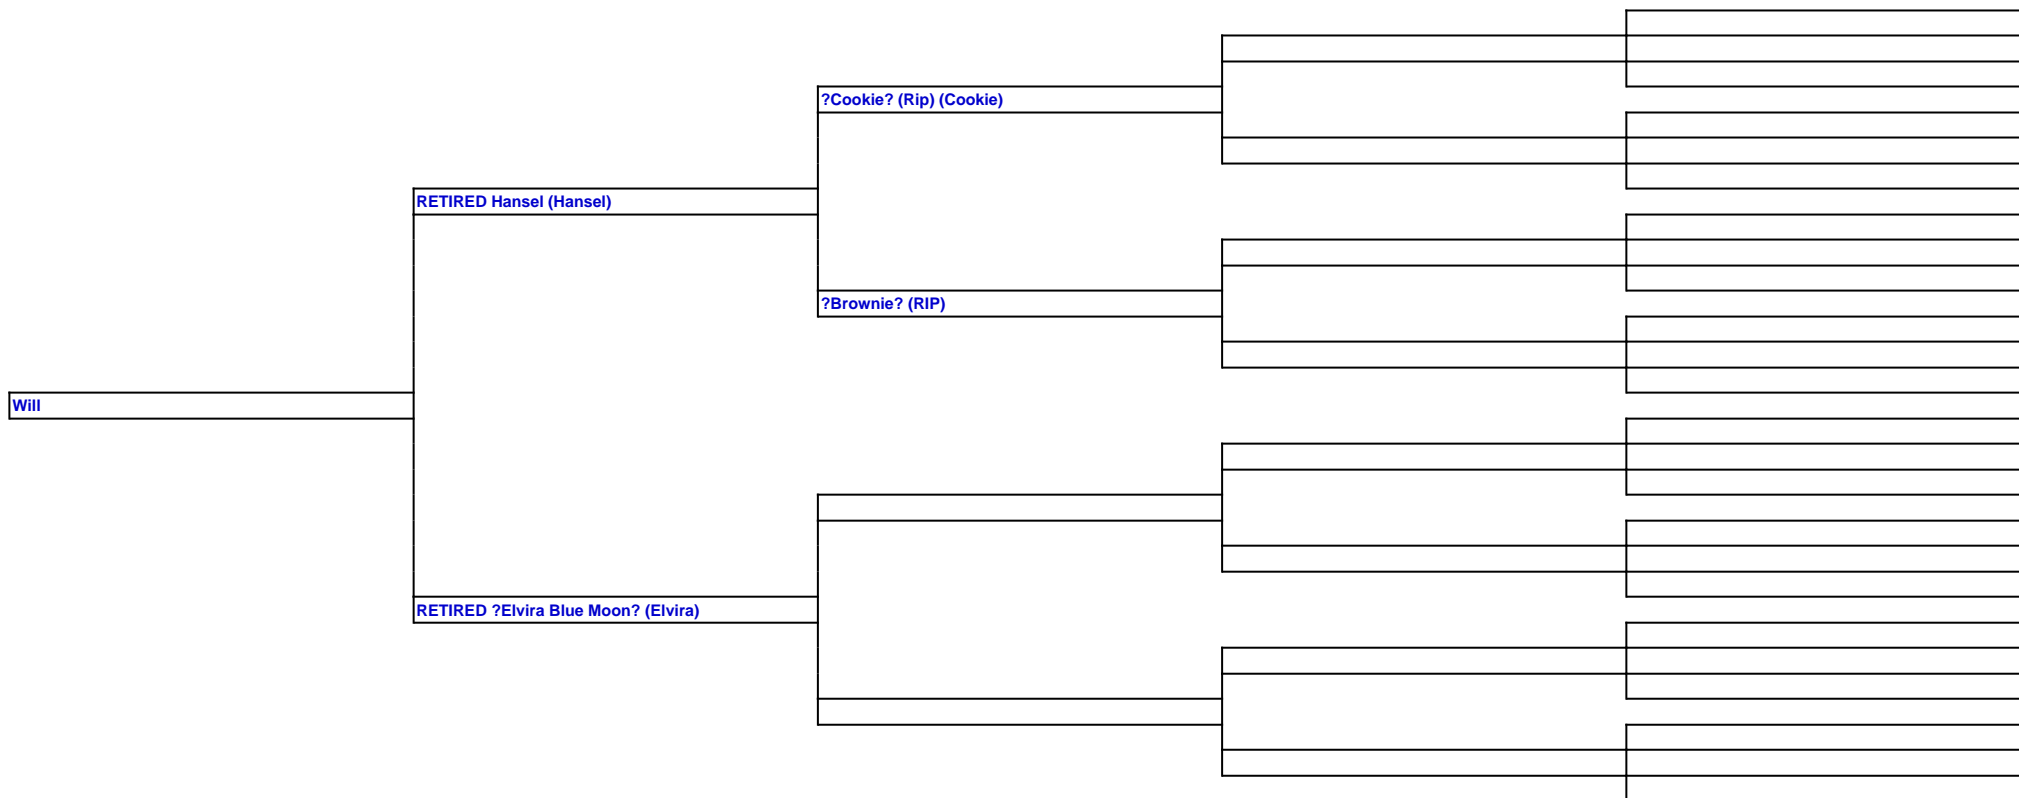 ?Cookie? (Rip) (Cookie)
RETIRED Hansel (Hansel)
?Brownie? (RIP)
Will
RETIRED ?Elvira Blue Moon? (Elvira)